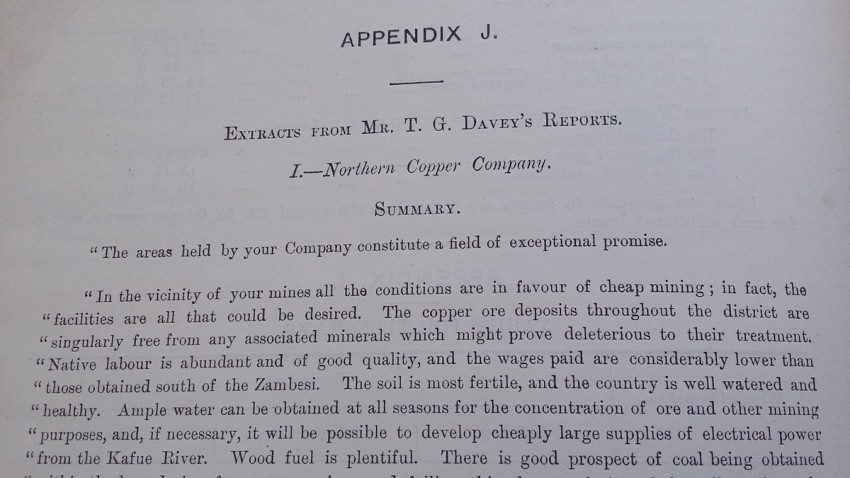 APPENDIX J.
EXTRACTS FROM MR. T. G. DAVEY'S REPORTS.
I.—Northern Copper Company.
SUMMARY.
"The areas held by your Company constitute a field of exceptional promise.
"In the vicinity of your mines all the conditions are in favour of cheap mining; in fact, the
"facilities are all that could be desired. The copper ore deposits throughout the district are
"singularly free from any associated minerals which might prove deleterious to their treatment.
"Native labour is abundant and of good quality, and the wages paid are considerably lower than
"those obtained south of the Zambesi. The soil is most fertile, and the country is well watered and
"healthy. Ample water can be obtained at all seasons for the concentration of ore and other mining
"purposes, and, if necessary, it will be possible to develop cheaply large supplies of electrical power
"from the Kafue River. Wood fuel is plentiful. There is good prospect of coal being obtained